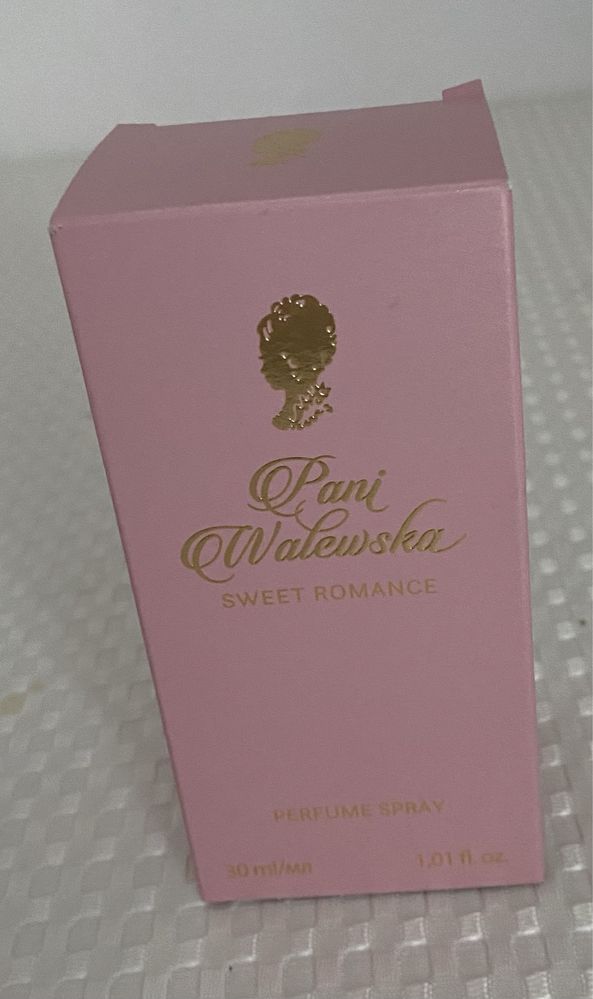 Pani
Walewska
SWEET ROMANCE
PERFUME SPRAY
30 ml/мл 1,01 fl. oz.